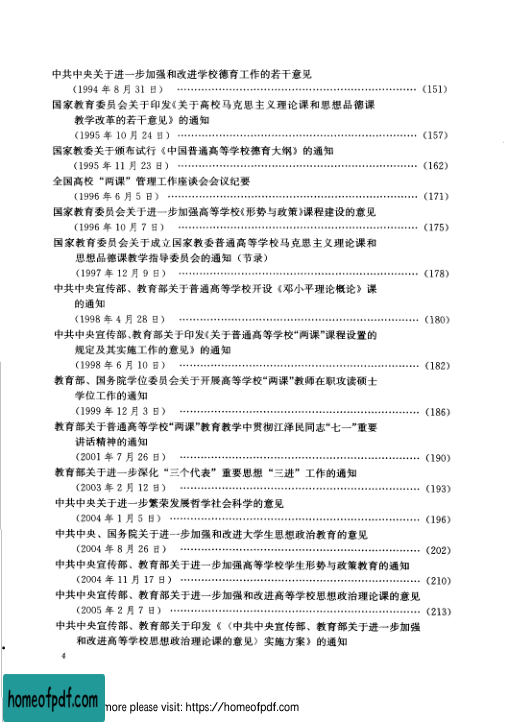 中共中央关于进一步加强和改进学校德育工作的若干意见
(1994 年 8 月 31 日) …………………………………………(151)
国家教育委员会关于印发《关于高校马克思主义理论课和思想品德课
教学改革的若干意见》的通知
(1995 年 10 月 24 日) …………………………………………(157)
国家教委关于颁布试行《中国普通高等学校德育大纲》的通知
(1995 年 11 月 23 日) …………………………………………(162)
全国高校“两课”管理工作座谈会会议纪要
(1996 年 6 月 5 日) …………………………………………(171)
国家教育委员会关于进一步加强高等学校《形势与政策》课程建设的意见
(1996 年 10 月 7 日) …………………………………………(175)
国家教育委员会关于成立国家教委普通高等学校马克思主义理论课和
思想品德课教学指导委员会的通知（节录）
(1997 年 12 月 9 日) …………………………………………(178)
中共中央宣传部、教育部关于普通高等学校开设《邓小平理论概论》课
的通知
(1998 年 4 月 28 日) …………………………………………(180)
中共中央宣传部、教育部关于印发《关于普通高等学校“两课”课程设置的
规定及其实施工作的意见》的通知
(1998 年 6 月 10 日) …………………………………………(182)
教育部、国务院学位委员会关于开展高等学校“两课”教师在职攻读硕士
学位工作的通知
(1999 年 12 月 3 日) …………………………………………(186)
教育部关于普通高等学校“两课”教育教学中贯彻江泽民同志“七一”重要
讲话精神的通知
(2001 年 7 月 26 日) …………………………………………(190)
教育部关于进一步深化“三个代表”重要思想“三进”工作的通知
(2003 年 2 月 12 日) …………………………………………(193)
中共中央关于进一步繁荣发展哲学社会科学的意见
(2004 年 1 月 5 日) …………………………………………(196)
中共中央、国务院关于进一步加强和改进大学生思想政治教育的意见
(2004 年 8 月 26 日) …………………………………………(202)
中共中央宣传部、教育部关于进一步加强高等学校学生形势与政策教育的通知
(2004 年 11 月 17 日) …………………………………………(210)
中共中央宣传部、教育部关于进一步加强和改进高等学校思想政治理论课的意见
(2005 年 2 月 7 日) …………………………………………(213)
中共中央宣传部、教育部关于印发《〈中共中央宣传部、教育部关于进一步加强
和改进高等学校思想政治理论课的意见〉实施方案》的通知
4
homeofpdf.com
more please visit: https://homeofpdf.com